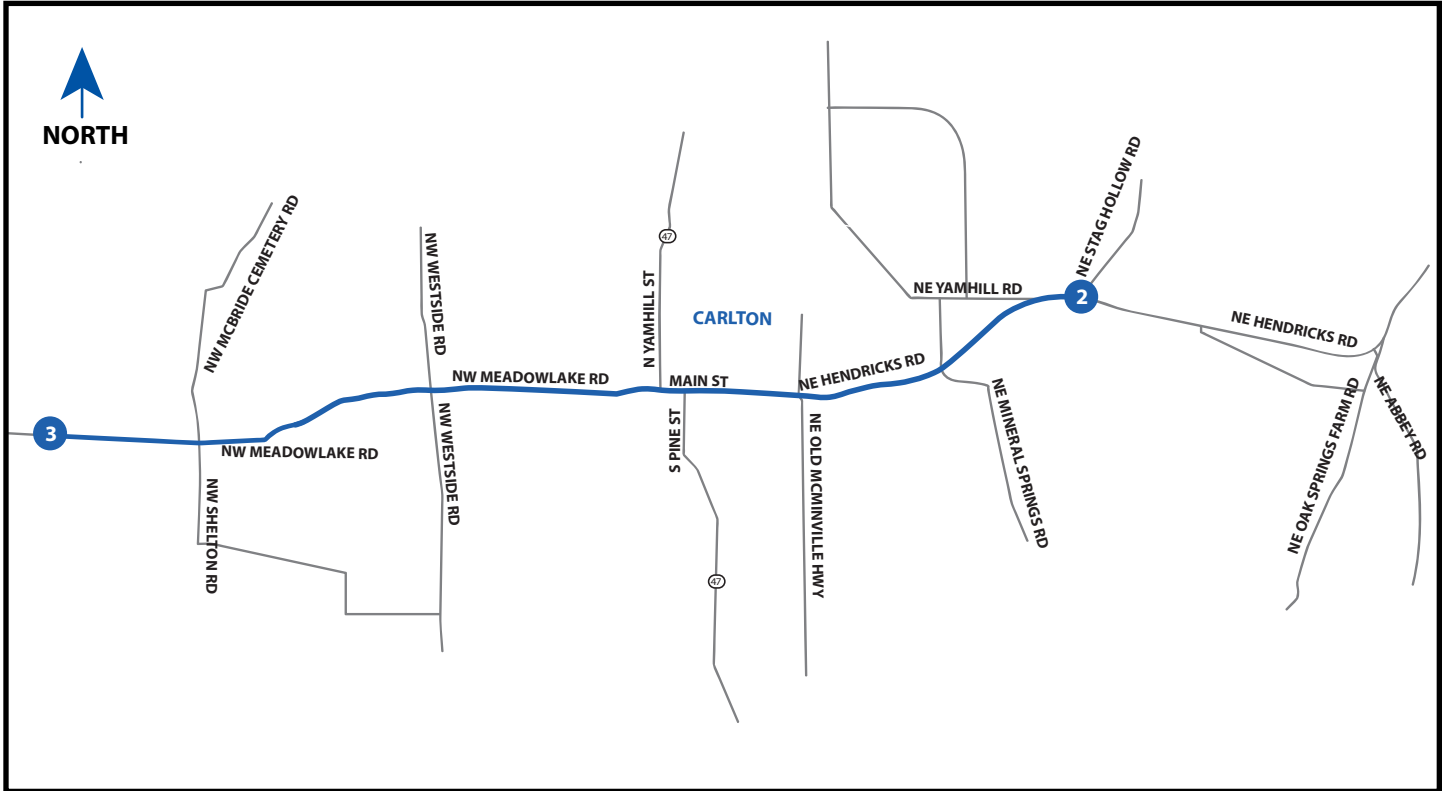 NORTH
NW MCBRIDE CEMETERY RD
NW WESTSIDE RD
N YAMHILL ST
47
CARLTON
NE STAG HOLLOW RD
NE YAMHILL RD
2
NE HENDRICKS RD
NW MEADOWLAKE RD
MAIN ST
NE HENDRICKS RD
3
NW MEADOWLAKE RD
NW WESTSIDE RD
S PINE ST
NE OLD MCMINVILLE HWY
NE MINERAL SPRINGS RD
NE OAK SPRINGS FARM RD
NE ABBEY RD
NW SHELTON RD
47